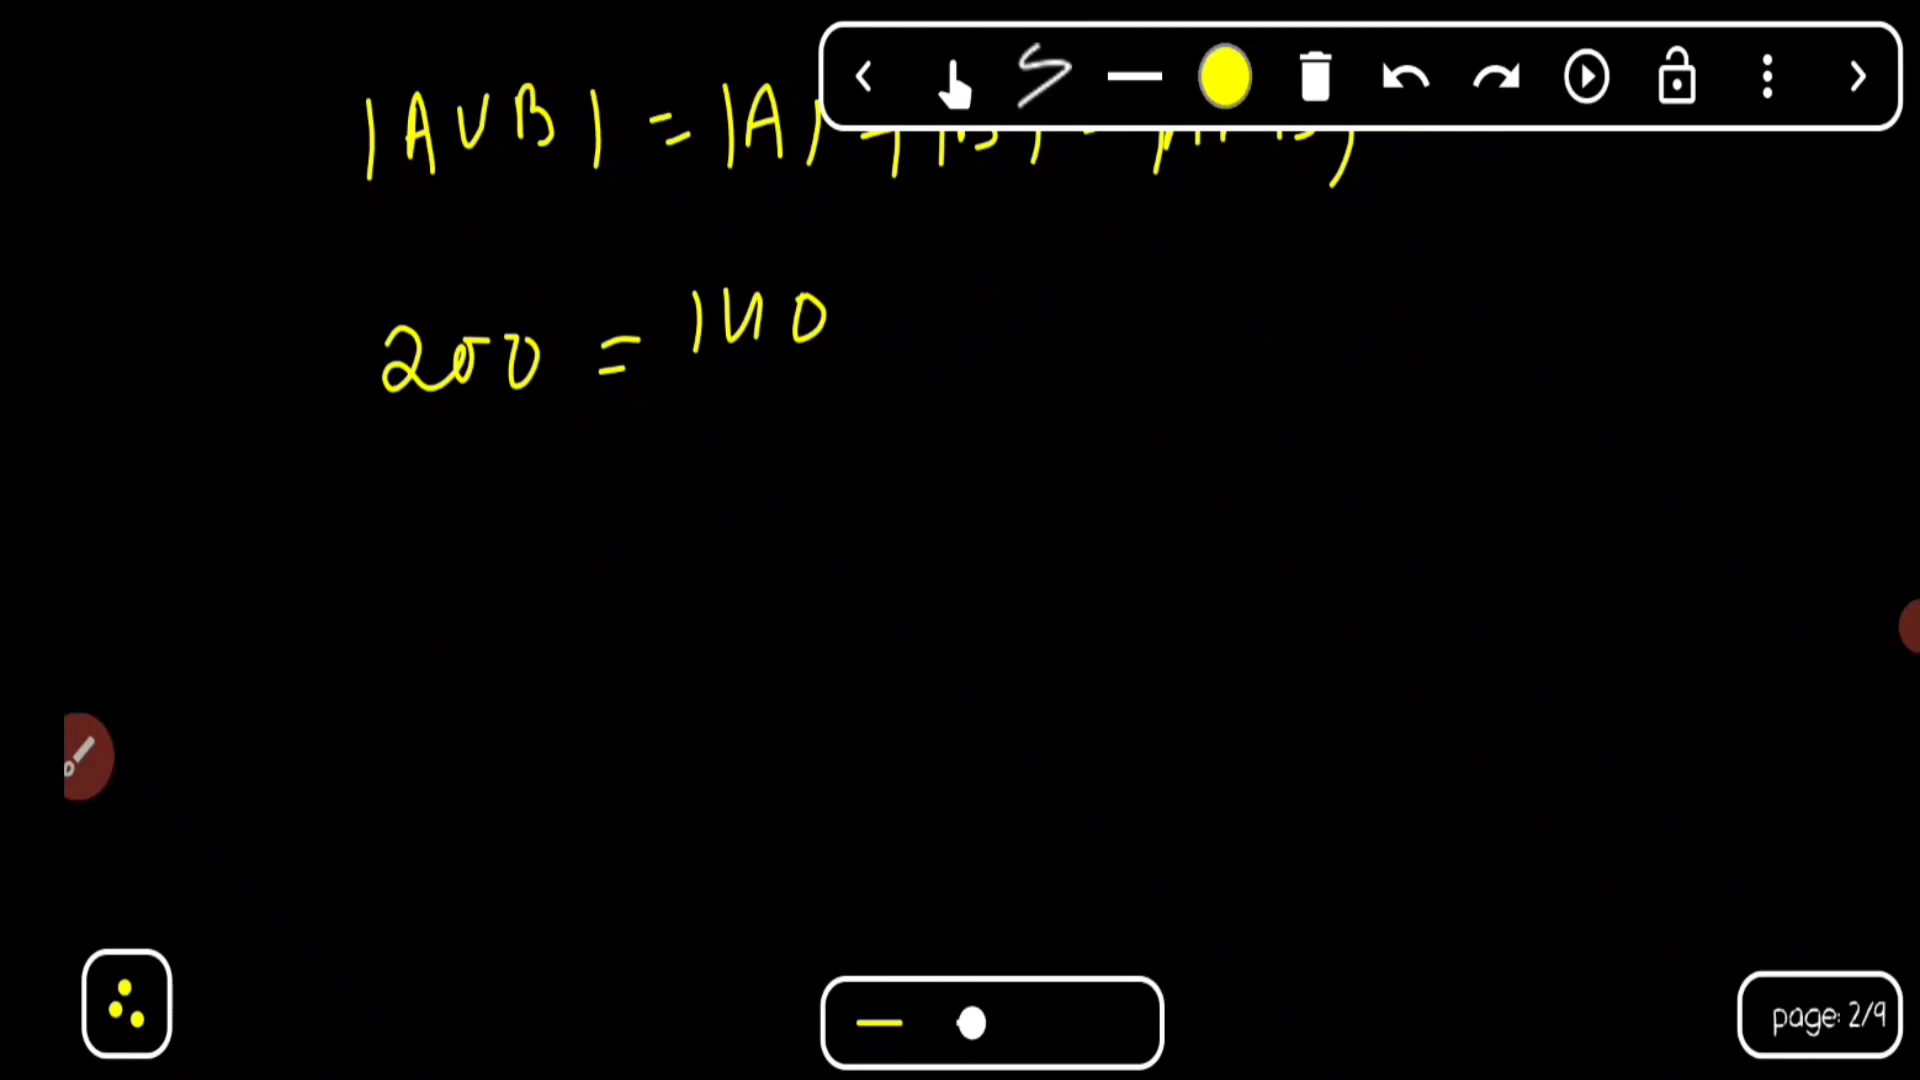 |A∪B| = |A| + |B| - |A∩B|
200 = 140
page: 2/9